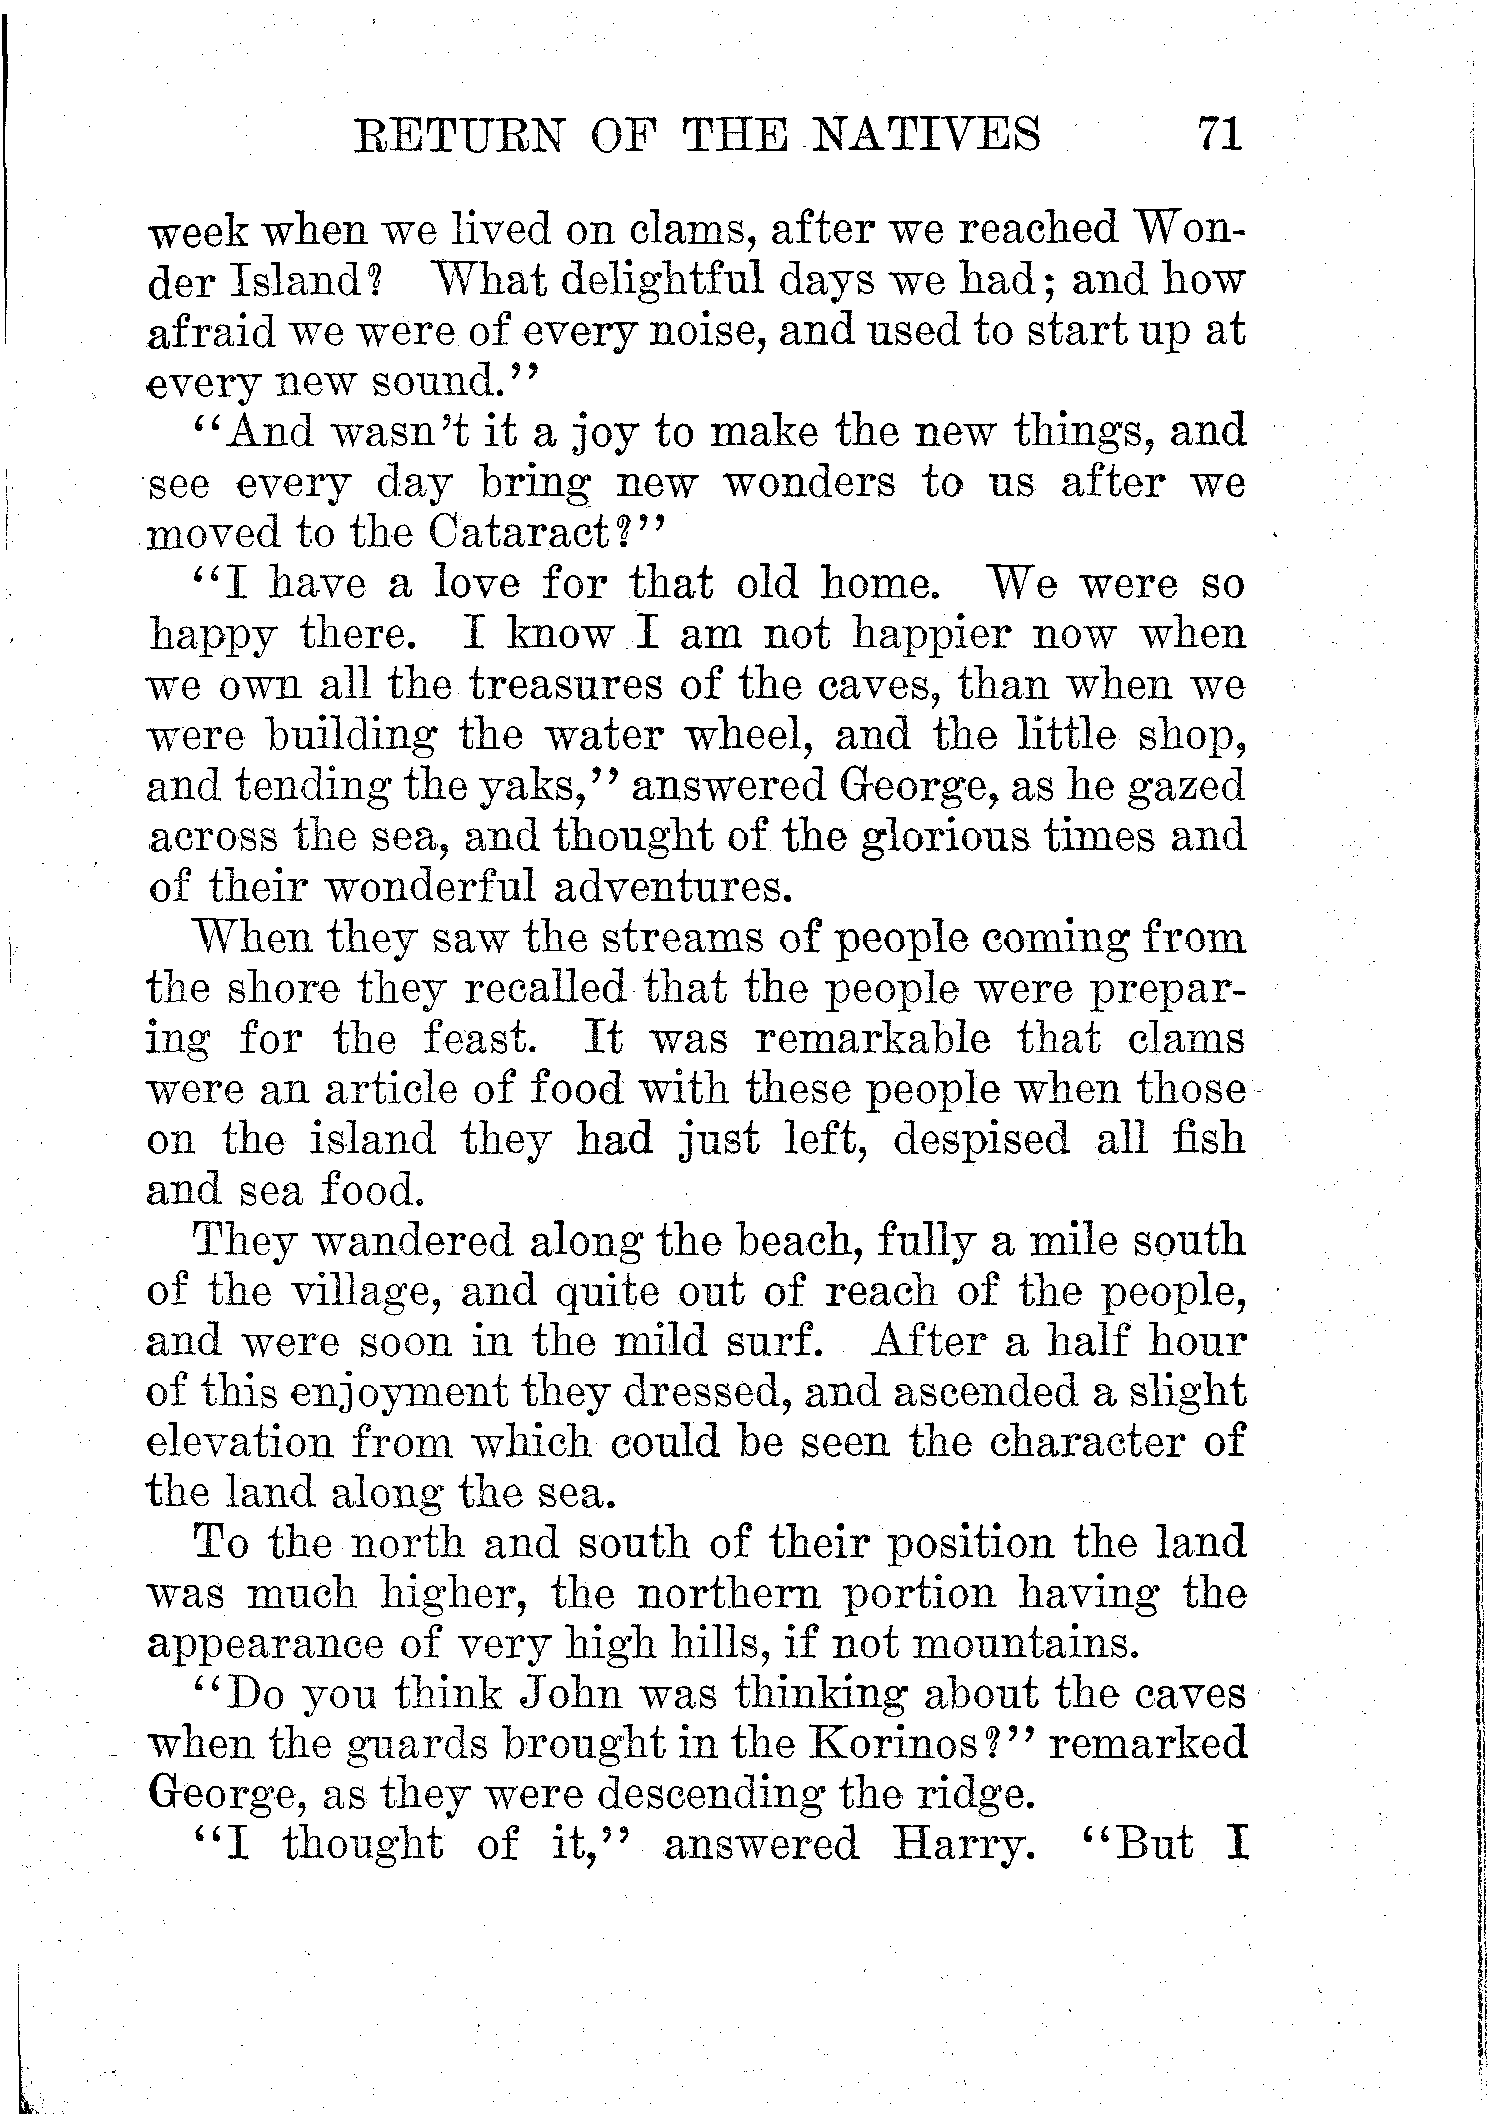 RETURN OF THE NATIVES 71
week when we lived on clams, after we reached Won-
der Island? What delightful days we had; and how
afraid we were of every noise, and used to start up at
every new sound."
"And wasn't it a joy to make the new things, and
see every day bring new wonders to us after we
moved to the Cataract?"
"I have a love for that old home. We were so
happy there. I know I am not happier now when
we own all the treasures of the caves, than when we
were building the water wheel, and the little shop,
and tending the yaks," answered George, as he gazed
across the sea, and thought of the glorious times and
of their wonderful adventures.
When they saw the streams of people coming from
the shore they recalled that the people were prepar-
ing for the feast. It was remarkable that clams
were an article of food with these people when those
on the island they had just left, despised all fish
and sea food.
They wandered along the beach, fully a mile south
of the village, and quite out of reach of the people,
and were soon in the mild surf. After a half hour
of this enjoyment they dressed, and ascended a slight
elevation from which could be seen the character of
the land along the sea.
To the north and south of their position the land
was much higher, the northern portion having the
appearance of very high hills, if not mountains.
"Do you think John was thinking about the caves
when the guards brought in the Korinos?" remarked
George, as they were descending the ridge.
"I thought of it," answered Harry. "But I